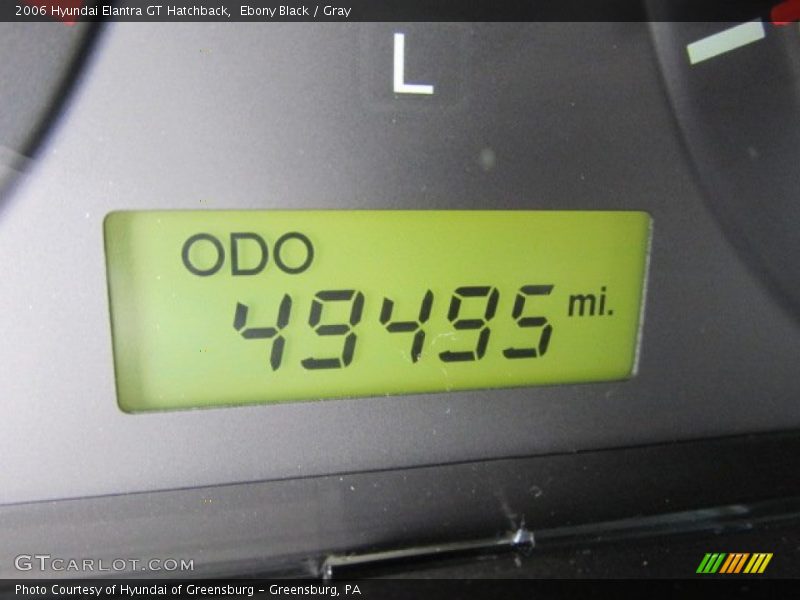 2006 Hyundai Elantra GT Hatchback,  Ebony Black / Gray
L
ODO
49495 mi.
GTCARLOT.COM
Photo Courtesy of Hyundai of Greensburg - Greensburg, PA